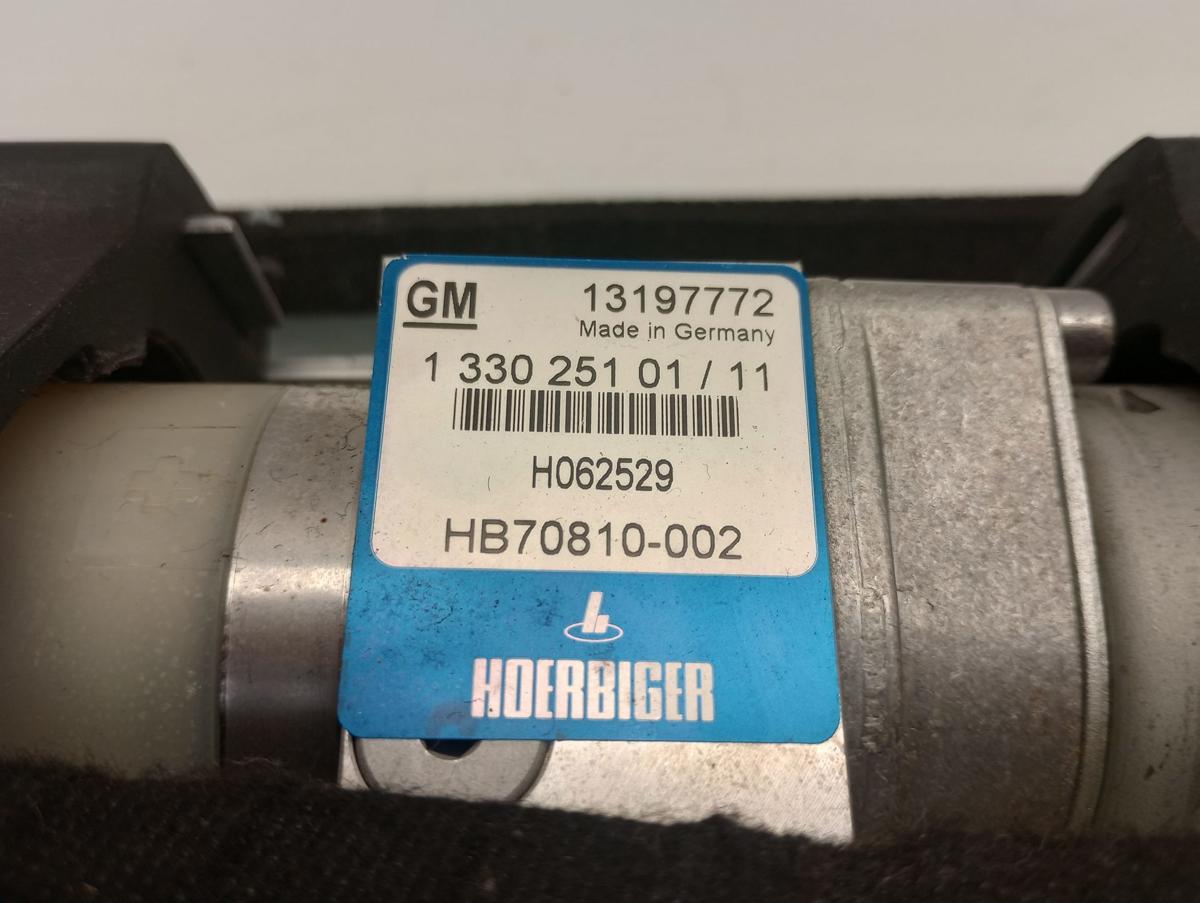 GM 13197772
Made in Germany
1 330 251 01 / 11
H062529
HB70810-002
HOERBIGER